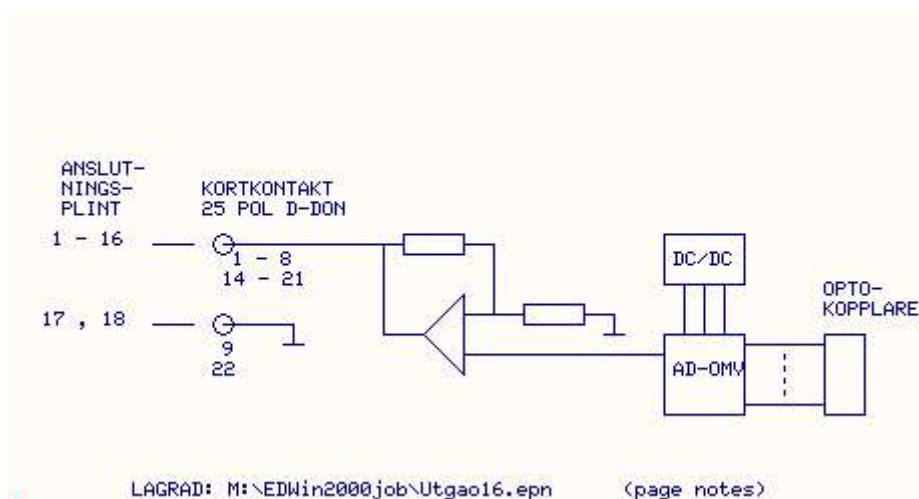 ANSLUT-
NINGS-
PLINT
KORTKONTAKT
25 POL D-DON
1 - 16
1 - 8
14 - 21
DC/DC
OPTO-
KOPPLARE
17 , 18
9
22
AD-OMV
LAGRAD: M:\EDWin2000job\Utgao16.epn (page notes)